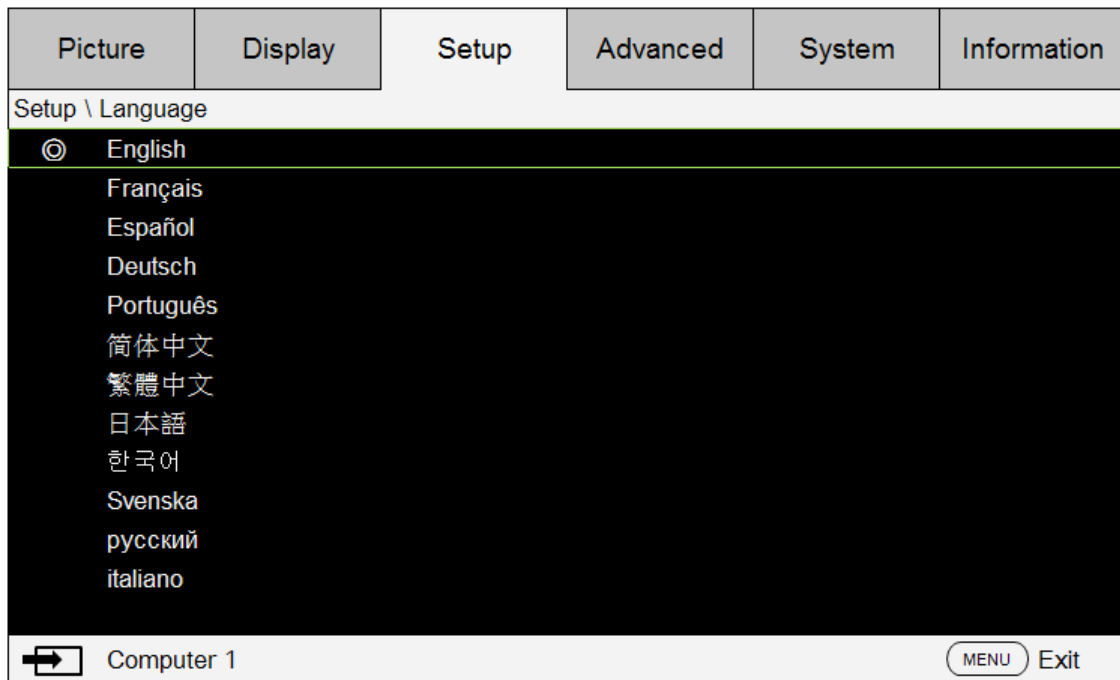 Picture Display Setup Advanced System Information
Setup \ Language
English
Français
Español
Deutsch
Português
简体中文
繁體中文
日本語
한국어
Svenska
русский
italiano
Computer 1 MENU Exit